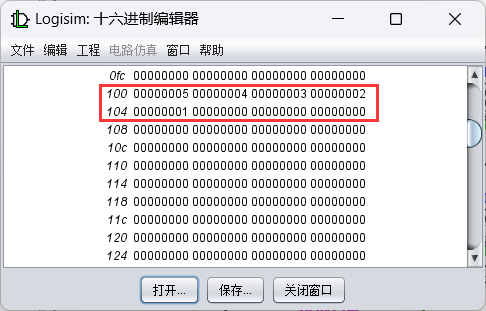 Logisim: 十六进制编辑器
文件 编辑 工程 电路仿真 窗口 帮助
0fc 00000000 00000000 00000000 00000000
100 00000005 00000004 00000003 00000002
104 00000001 00000000 00000000 00000000
108 00000000 00000000 00000000 00000000
10c 00000000 00000000 00000000 00000000
110 00000000 00000000 00000000 00000000
114 00000000 00000000 00000000 00000000
118 00000000 00000000 00000000 00000000
11c 00000000 00000000 00000000 00000000
120 00000000 00000000 00000000 00000000
124 00000000 00000000 00000000 00000000
打开... 保存... 关闭窗口